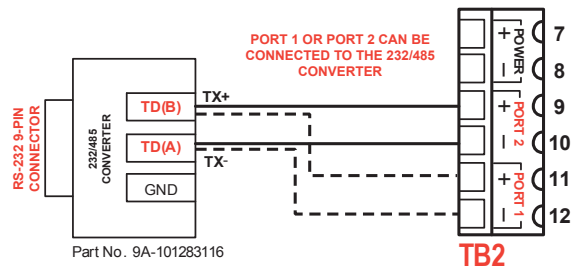 PORT 1 OR PORT 2 CAN BE
CONNECTED TO THE 232/485
CONVERTER
RS-232 9-PIN
CONNECTOR
232/485
CONVERTER
TD(B)
TX+
TD(A)
TX-
GND
Part No. 9A-101283116
+ 7
POWER
- 8
+ 9
PORT 2
- 10
+ 11
PORT 1
- 12
TB2